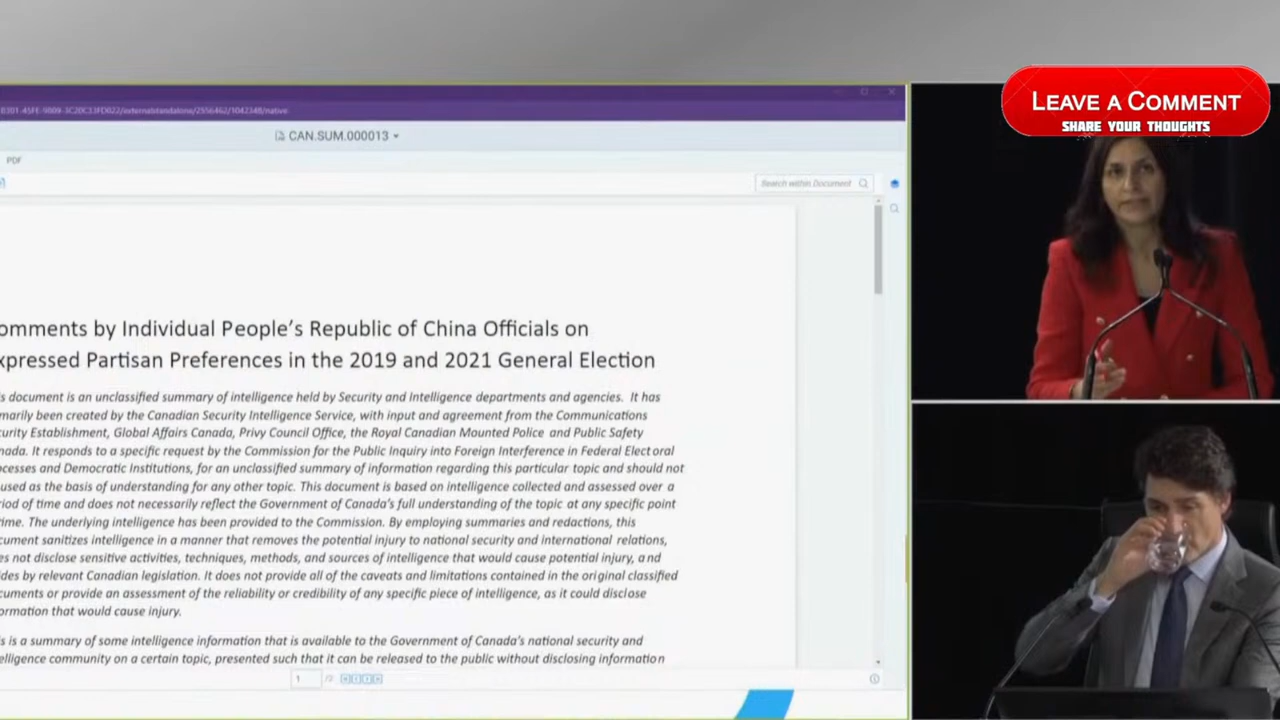 LEAVE A COMMENT
SHARE YOUR THOUGHTS
CAN.SUM.000013
PDF
Search within Document
omments by Individual People's Republic of China Officials on
xpressed Partisan Preferences in the 2019 and 2021 General Election
is document is an unclassified summary of intelligence held by Security and Intelligence departments and agencies. It has
marily been created by the Canadian Security Intelligence Service, with input and agreement from the Communications
urity Establishment, Global Affairs Canada, Privy Council Office, the Royal Canadian Mounted Police and Public Safety
nada. It responds to a specific request by the Commission for the Public Inquiry into Foreign Interference in Federal Electoral
ocesses and Democratic Institutions, for an unclassified summary of information regarding this particular topic and should not
used as the basis of understanding for any other topic. This document is based on intelligence collected and assessed over a
riod of time and does not necessarily reflect the Government of Canada's full understanding of the topic at any specific point
time. The underlying intelligence has been provided to the Commission. By employing summaries and redactions, this
cument sanitizes intelligence in a manner that removes the potential injury to national security and international relations,
es not disclose sensitive activities, techniques, methods, and sources of intelligence that would cause potential injury, and
ides by relevant Canadian legislation. It does not provide all of the caveats and limitations contained in the original classified
cuments or provide an assessment of the reliability or credibility of any specific piece of intelligence, as it could disclose
ormation that would cause injury.
is is a summary of some intelligence information that is available to the Government of Canada's national security and
elligence community on a certain topic, presented such that it can be released to the public without disclosing information
1